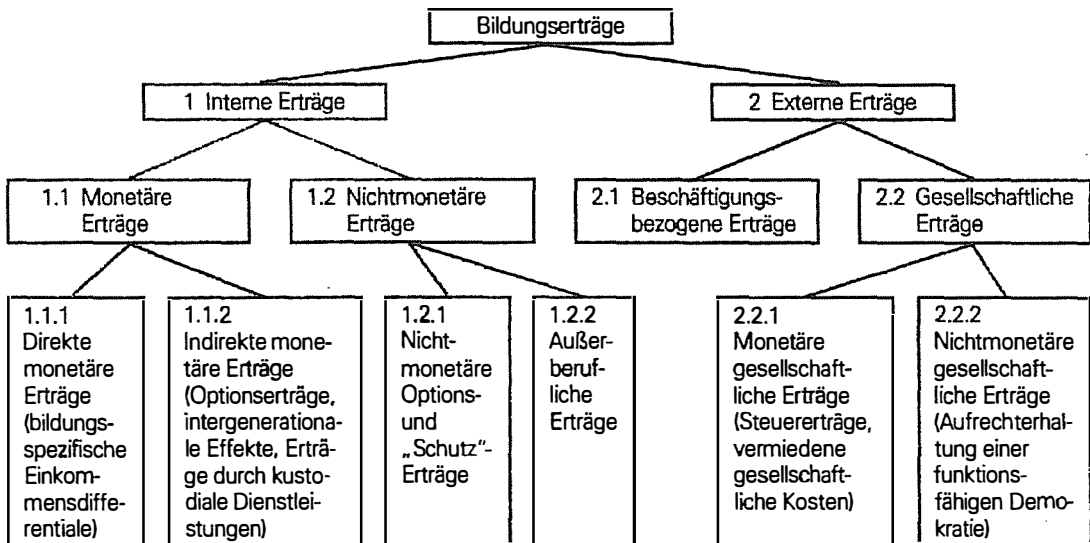 Bildungserträge
1 Interne Erträge
2 Externe Erträge
1.1 Monetäre
Erträge
1.2 Nichtmonetäre
Erträge
2.1 Beschäftigungs-
bezogene Erträge
2.2 Gesellschaftliche
Erträge
1.1.1
Direkte
monetäre
Erträge
(bildungs-
spezifische
Einkom-
mensdiffe-
rentiale)
1.1.2
Indirekte mone-
täre Erträge
(Optionserträge,
intergenerationa-
le Effekte, Erträ-
ge durch kusto-
diale Dienstlei-
stungen)
1.2.1
Nicht-
monetäre
Options-
und
„Schutz"-
Erträge
1.2.2
Außer-
beruf-
liche
Erträge
2.2.1
Monetäre
gesellschaft-
liche Erträge
(Steuererträge,
vermiedene
gesellschaft-
liche Kosten)
2.2.2
Nichtmonetäre
gesellschaft-
liche Erträge
(Aufrechterhal-
tung einer
funktions-
fähigen Demo-
kratie)